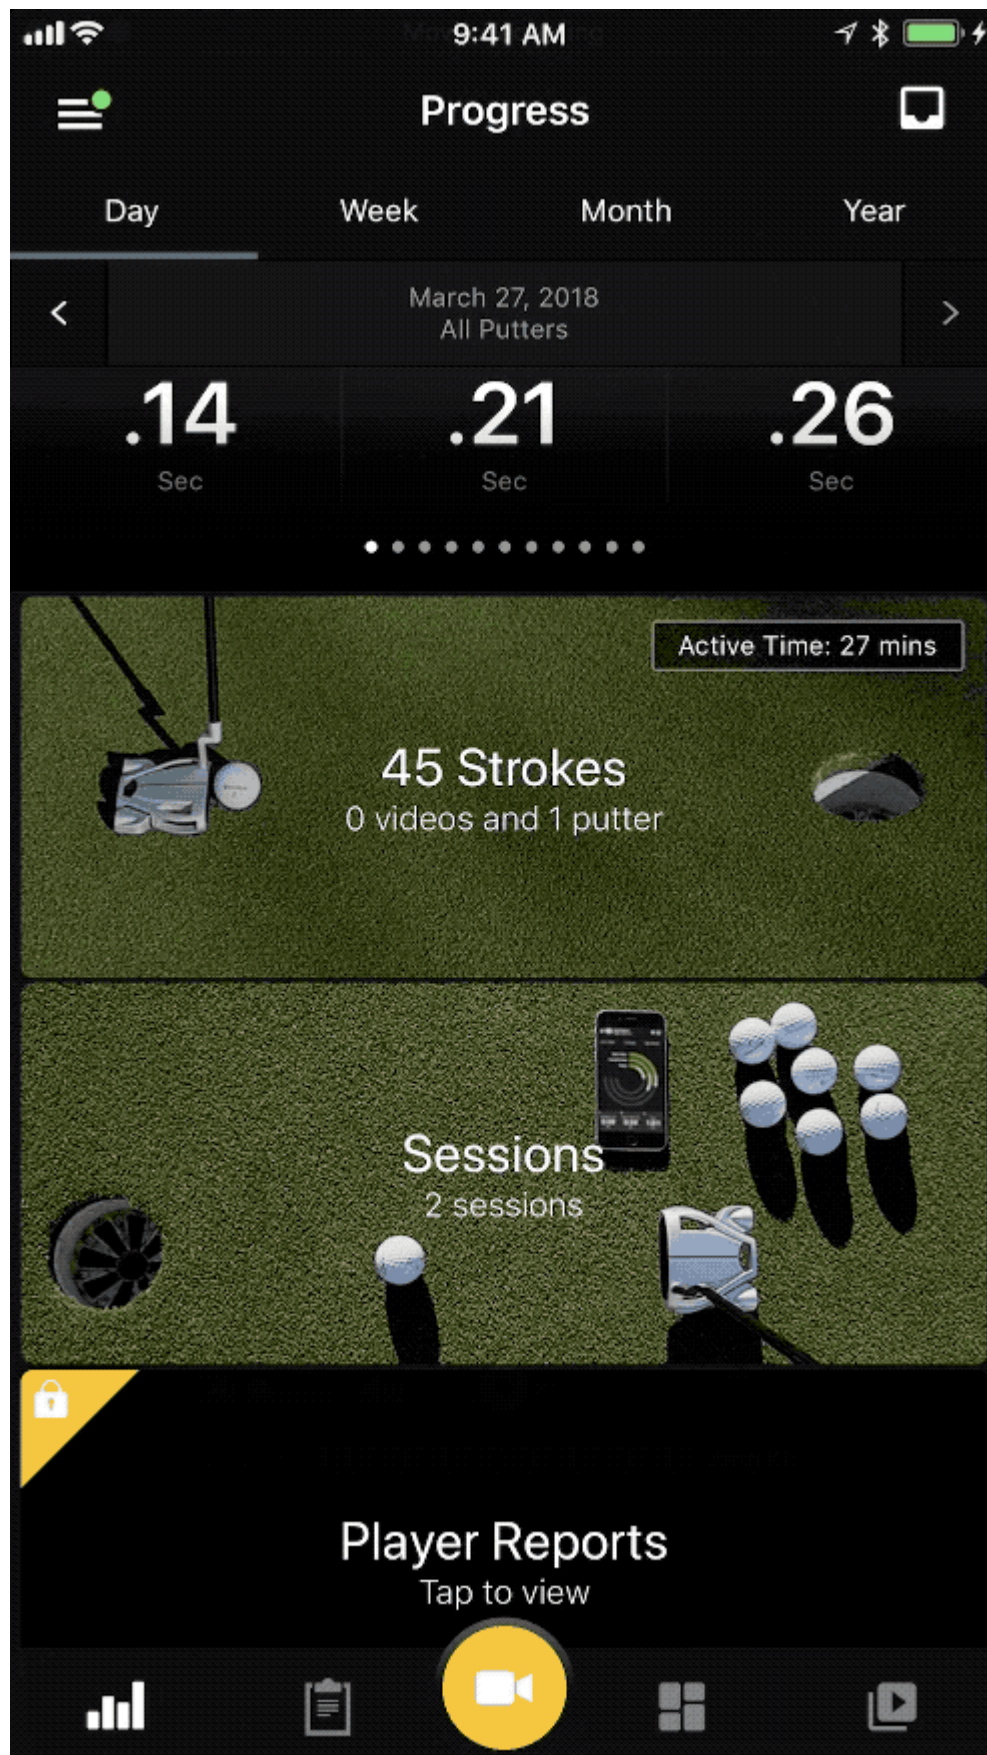 9:41 AM
Progress
Day Week Month Year
March 27, 2018
All Putters
.14 .21 .26
Sec Sec Sec
Active Time: 27 mins
45 Strokes
0 videos and 1 putter
Sessions
2 sessions
Player Reports
Tap to view